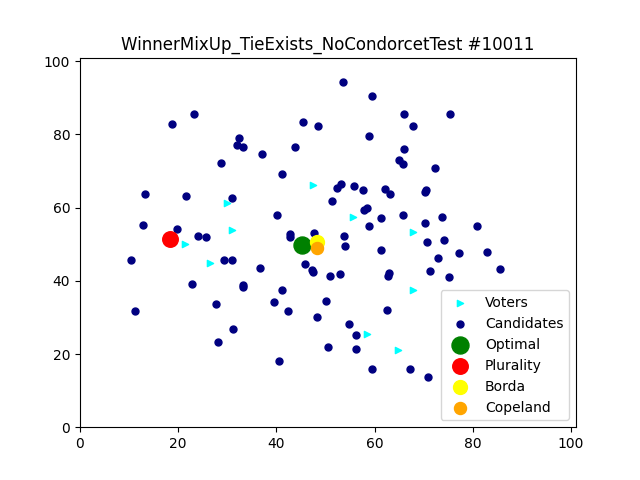 WinnerMixUp_TieExists_NoCondorcetTest #10011
100
80
60
40
20
0
0 20 40 60 80 100
Voters
Candidates
Optimal
Plurality
Borda
Copeland